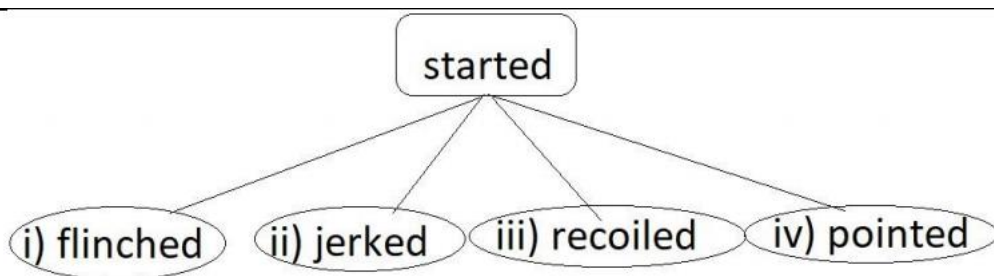 started
i) flinched ii) jerked iii) recoiled iv) pointed